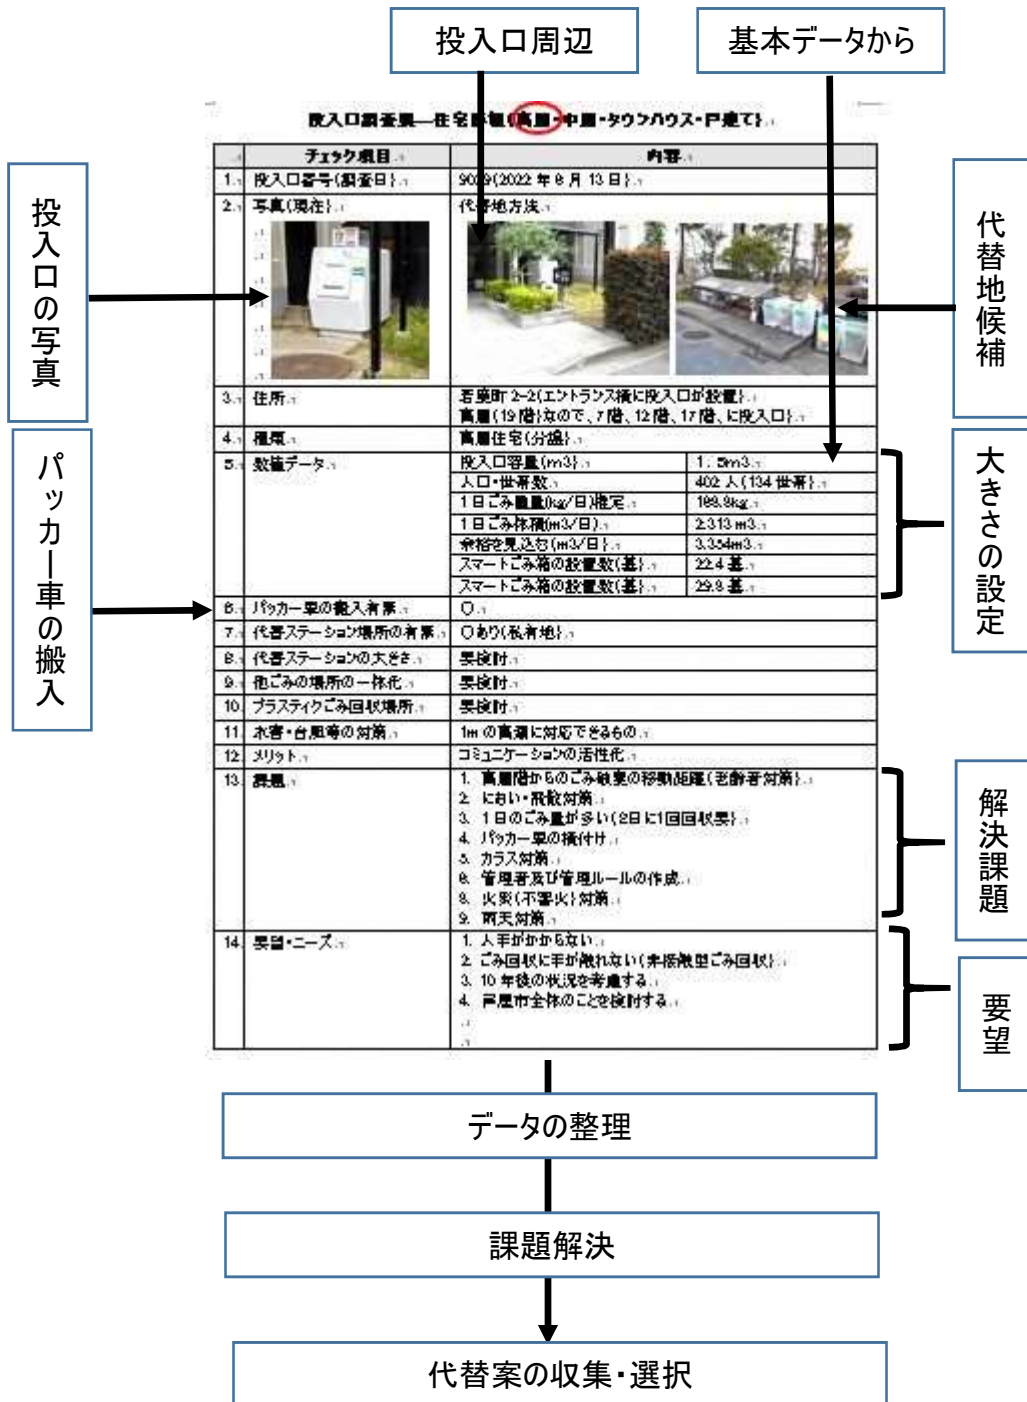 投入口周辺
基本データから
投入口調査票―住宅形態(高層・中層・タウンハウス・戸建て)
チェック項目 内容
1. 投入口番号(調査日) 9029(2022年8月13日)
2. 写真(現在) 代替地方法
投入口の写真
代替地候補
3. 住所 若葉町2-2(エントランス横に投入口が設置)
高層(19階)なので、7階、12階、17階、に投入口)
4. 種類 高層住宅(分譲)
5. 数値データ 投入口容量(m3) 1.5m3
人口・世帯数 402人(134世帯)
1日ごみ重量(kg/日)推定 188.8kg
1日ごみ体積(m3/日) 2.313m3
余裕を見込む(m3/日) 3.354m3
スマートごみ箱の設置数(基) 22.4基
スマートごみ箱の設置数(基) 29.8基
大きさの設定
パッカー車の搬入
6. パッカー車の搬入有無 〇
7. 代替ステーション場所の有無 〇あり(私有地)
8. 代替ステーションの大きさ 要検討
9. 他ごみの場所の一体化 要検討
10. プラスティクごみ回収場所 要検討
11. 水害・台風等の対策 1mの高潮に対応できるもの
12. メリット コミュニケーションの活性化
13. 課題 1. 高層階からのごみ破棄の移動距離(老齢者対策)
2. におい・飛散対策
3. 1日のごみ量が多い(2日に1回回収要)
4. パッカー車の横付け
5. カラス対策
6. 管理者及び管理ルールの作成
8. 火災(不審火)対策
9. 雨天対策
解決課題
14. 要望・ニーズ 1. 人手がかからない
2. ごみ回収に手が触れない(非接触型ごみ回収)
3. 10年後の状況を考慮する
4. 芦屋市全体のことを検討する
要望
データの整理
課題解決
代替案の収集・選択